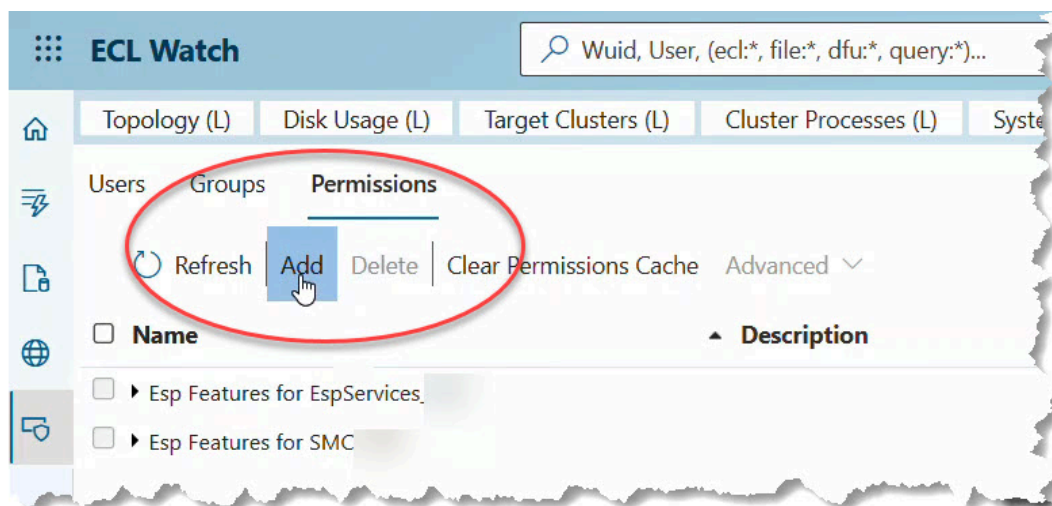 ECL Watch
Wuid, User, (ecl:*, file:*, dfu:*, query:*)...
Topology (L) Disk Usage (L) Target Clusters (L) Cluster Processes (L)
Users Groups Permissions
Refresh Add Delete Clear Permissions Cache Advanced
Name Description
Esp Features for EspServices_
Esp Features for SMC